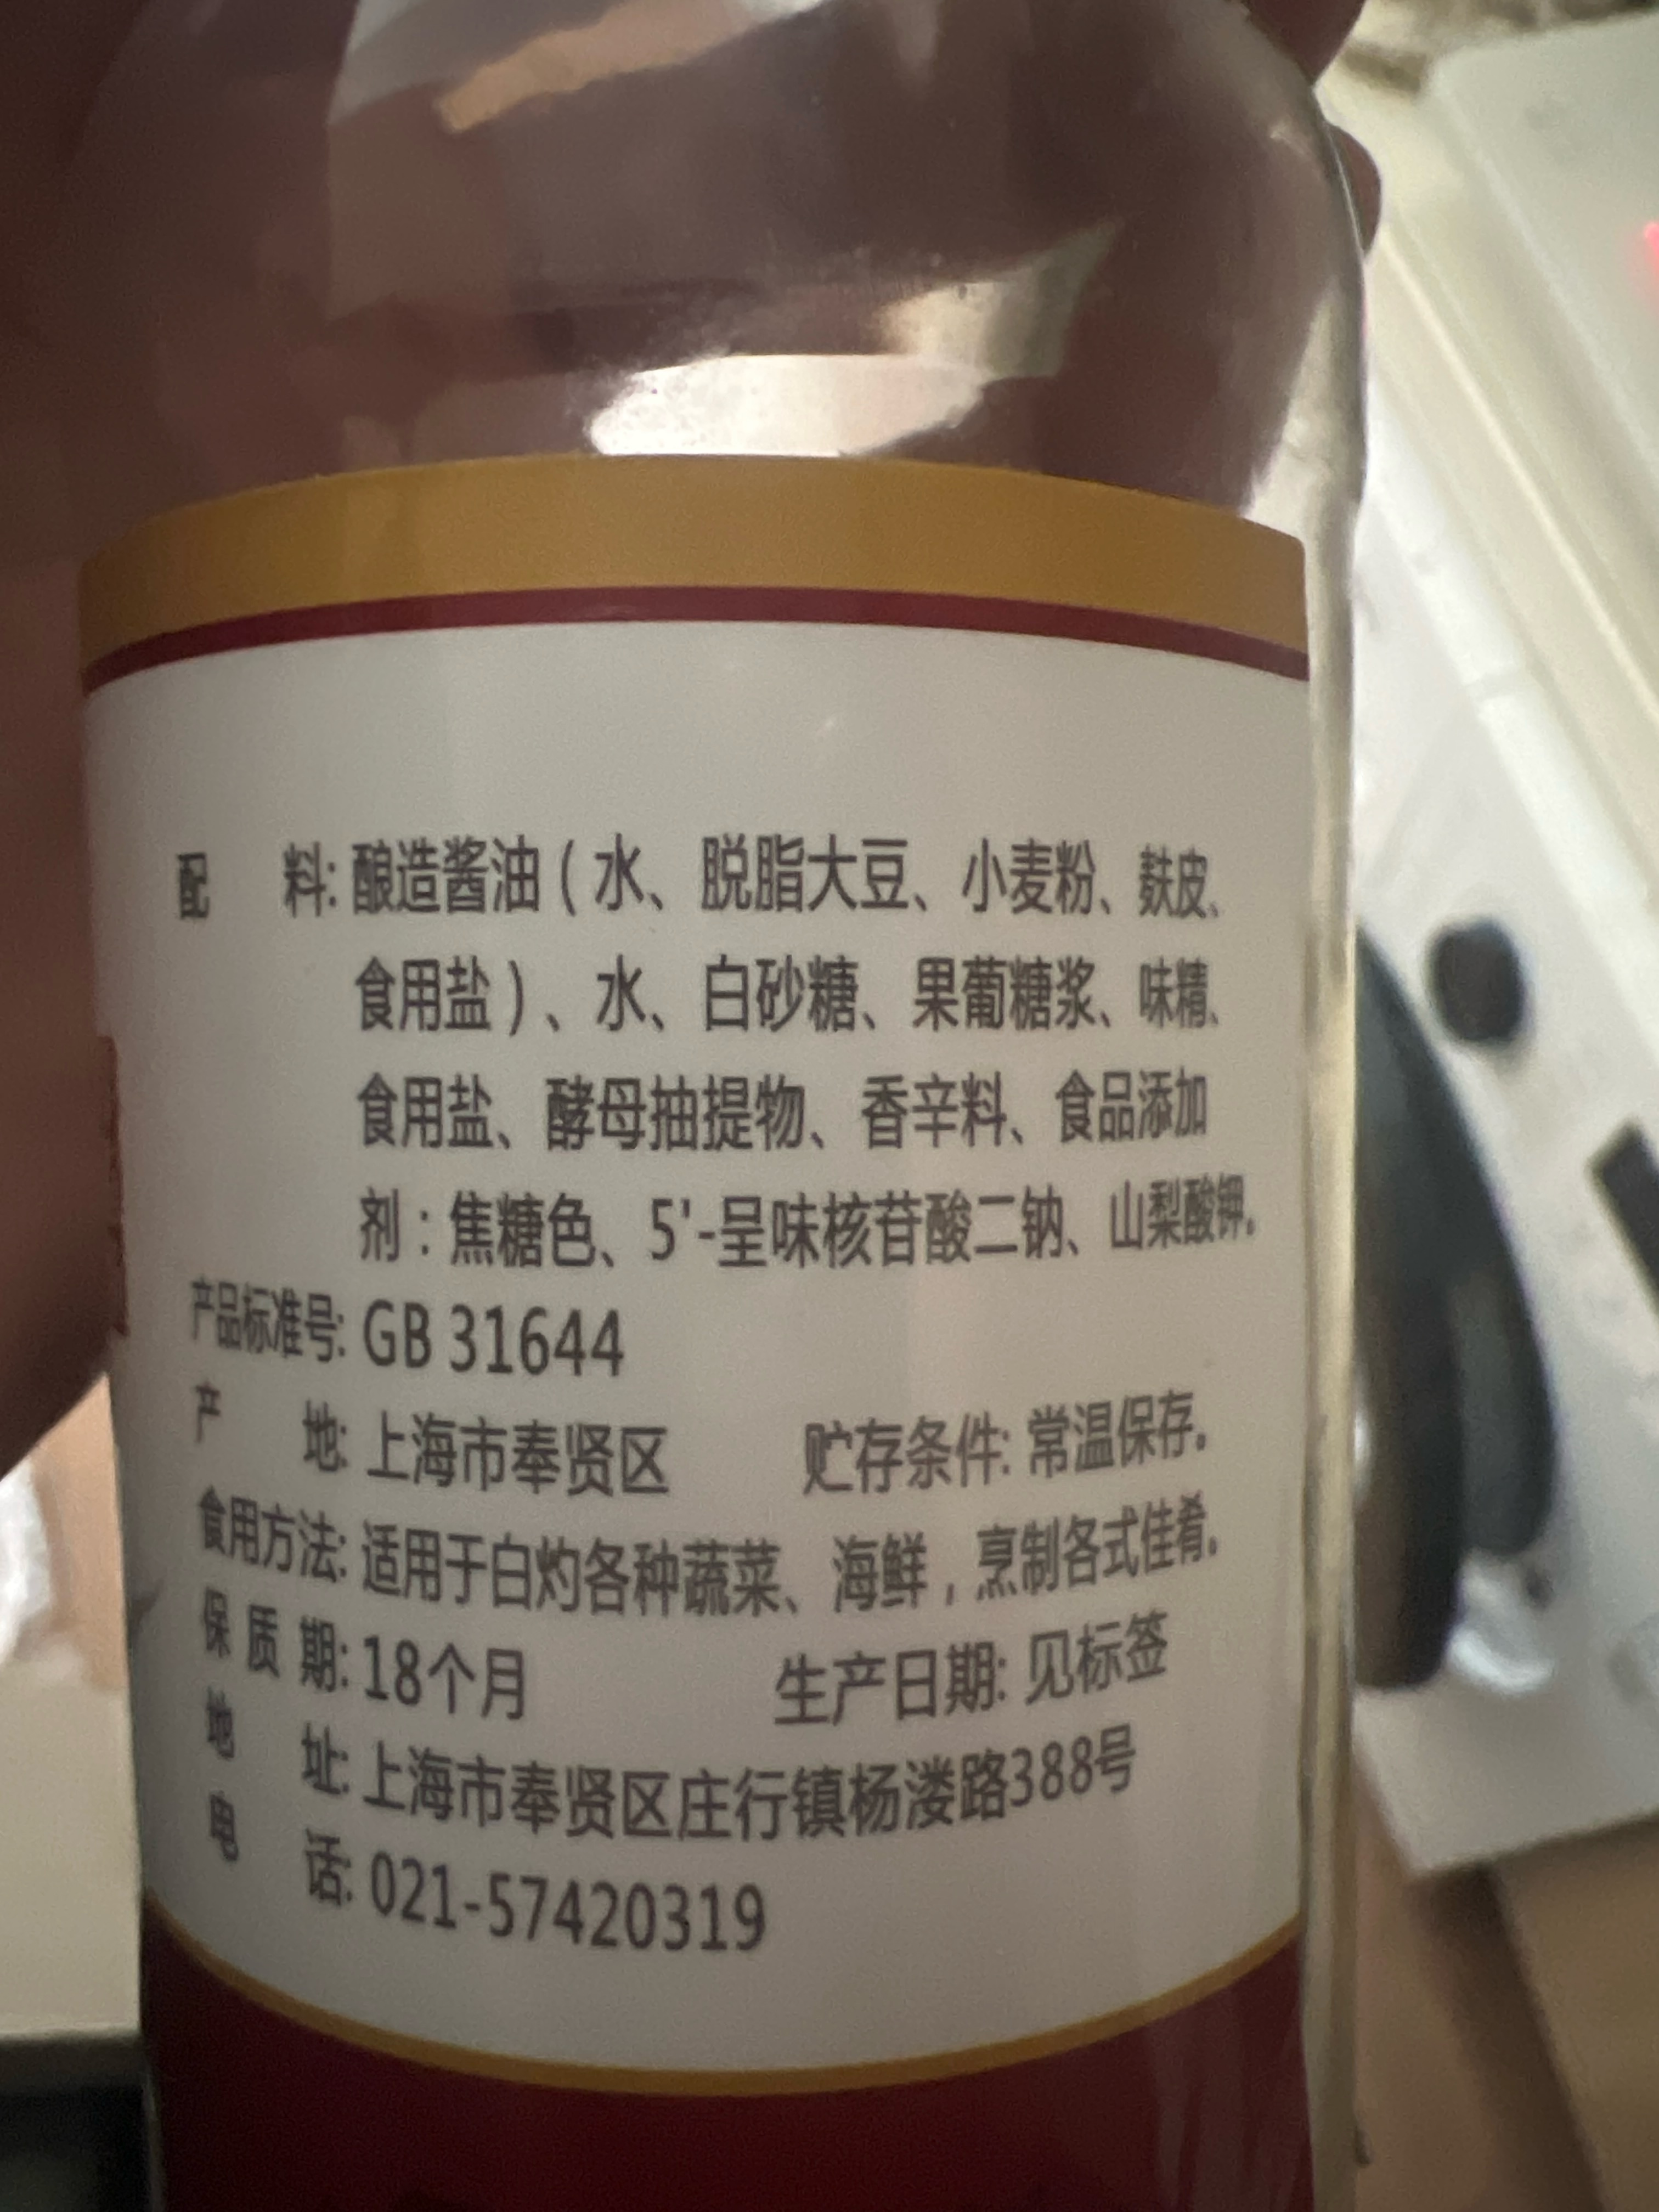 配 料: 酿造酱油（水、脱脂大豆、小麦粉、麸皮、
食用盐）、水、白砂糖、果葡糖浆、味精、
食用盐、酵母抽提物、香辛料、食品添加
剂：焦糖色、5'-呈味核苷酸二钠、山梨酸钾。
产品标准号: GB 31644
产 地: 上海市奉贤区 贮存条件: 常温保存。
食用方法: 适用于白灼各种蔬菜、海鲜，烹制各式佳肴。
保 质 期: 18个月 生产日期: 见标签
地 址: 上海市奉贤区庄行镇杨溇路388号
电 话: 021-57420319